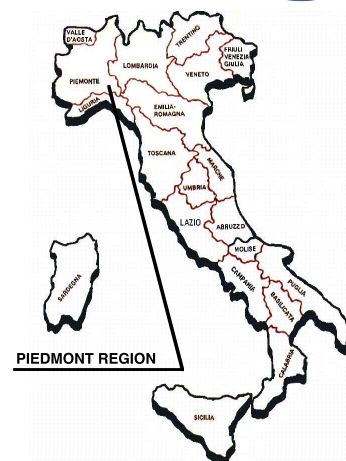 VALLE
D'AOSTA
TRENTINO
FRIULI
VENEZIA
GIULIA
LOMBARDIA
VENETO
PIEMONTE
LIGURIA
EMILIA-
ROMAGNA
TOSCANA
MARCHE
UMBRIA
LAZIO
ABRUZZO
MOLISE
CAMPANIA
PUGLIA
BASILICATA
SARDEGNA
CALABRIA
PIEDMONT REGION
SICILIA